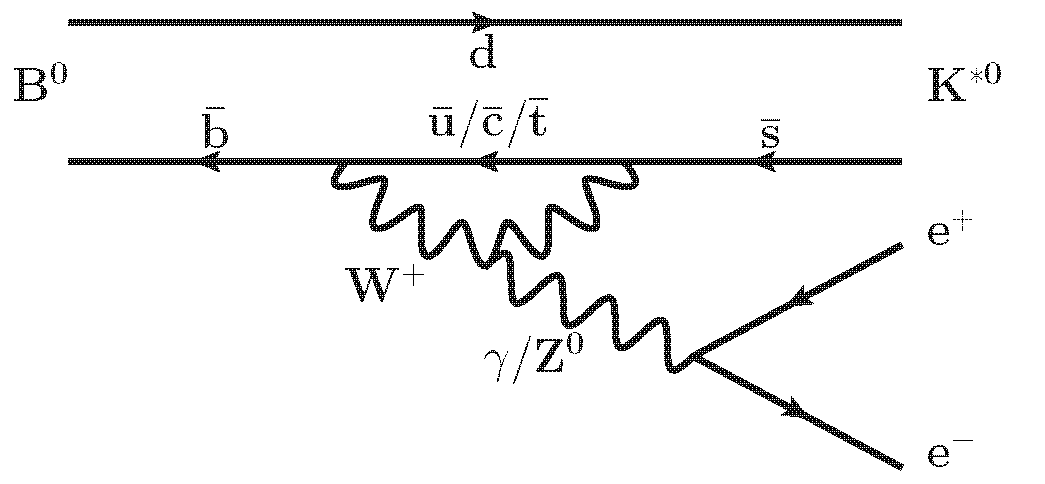 d
B⁰
K*⁰
b̄
ū/c̄/t̄
s̄
e⁺
W⁺
γ/Z⁰
e⁻